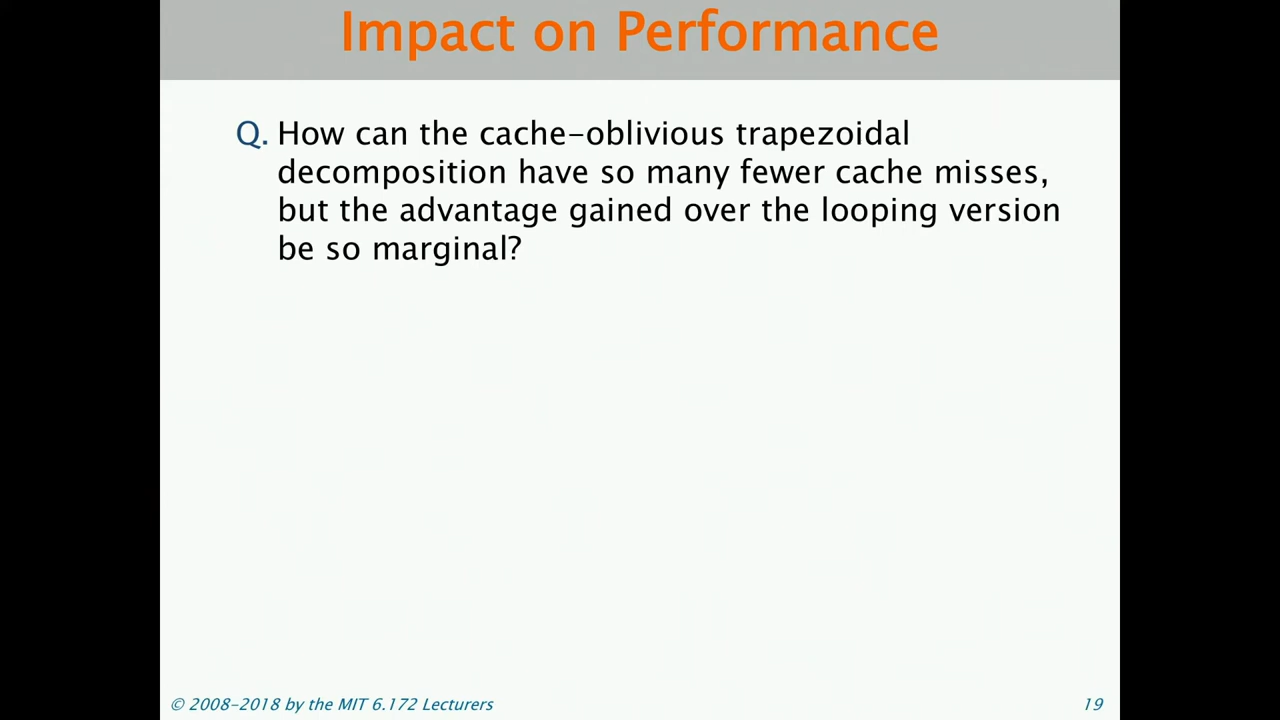 Impact on Performance
Q. How can the cache-oblivious trapezoidal
decomposition have so many fewer cache misses,
but the advantage gained over the looping version
be so marginal?
© 2008-2018 by the MIT 6.172 Lecturers
19